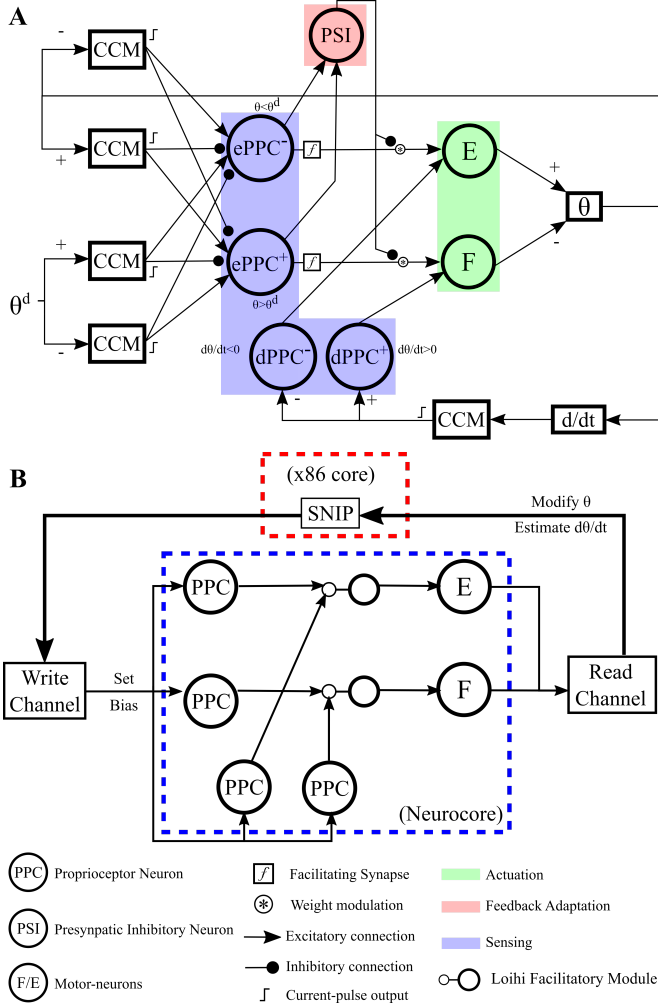 A
PSI
-
CCM
θ<θᵈ
+
CCM
ePPC⁻
f
*
E
+
θ
-
+
CCM
ePPC⁺
f
*
F
θᵈ
-
CCM
θ>θᵈ
dθ/dt<0
dPPC⁻
dPPC⁺
dθ/dt>0
-
+
CCM
d/dt
B
(x86 core)
SNIP
Modify θ
Estimate dθ/dt
PPC
E
Write
Channel
Set
Bias
PPC
F
Read
Channel
PPC
PPC
(Neurocore)
PPC
Proprioceptor Neuron
PSI
Presynpatic Inhibitory Neuron
F/E
Motor-neurons
f
Facilitating Synapse
*
Weight modulation
Excitatory connection
Inhibitory connection
Current-pulse output
Actuation
Feedback Adaptation
Sensing
Loihi Facilitatory Module